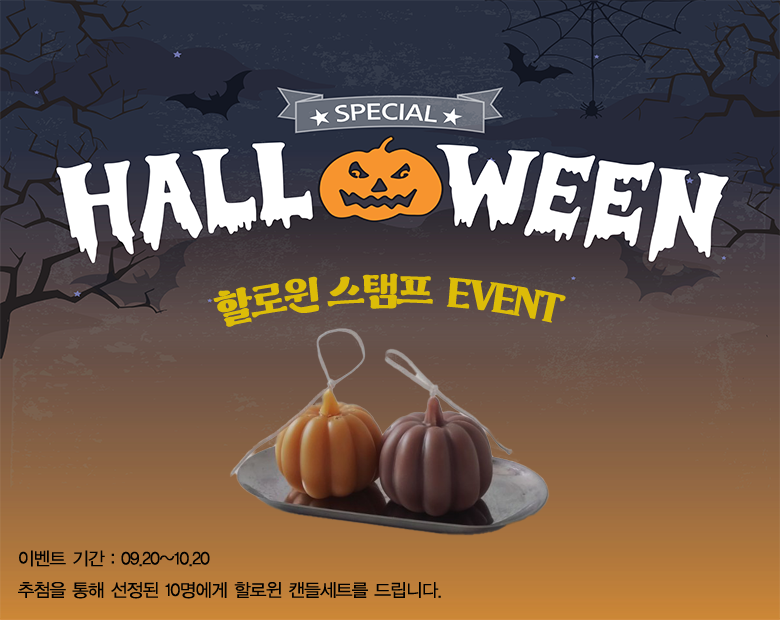 SPECIAL
HALLOWEEN
할로윈 스탬프 EVENT
이벤트 기간 : 09.20~10.20
추첨을 통해 선정된 10명에게 할로윈 캔들세트를 드립니다.